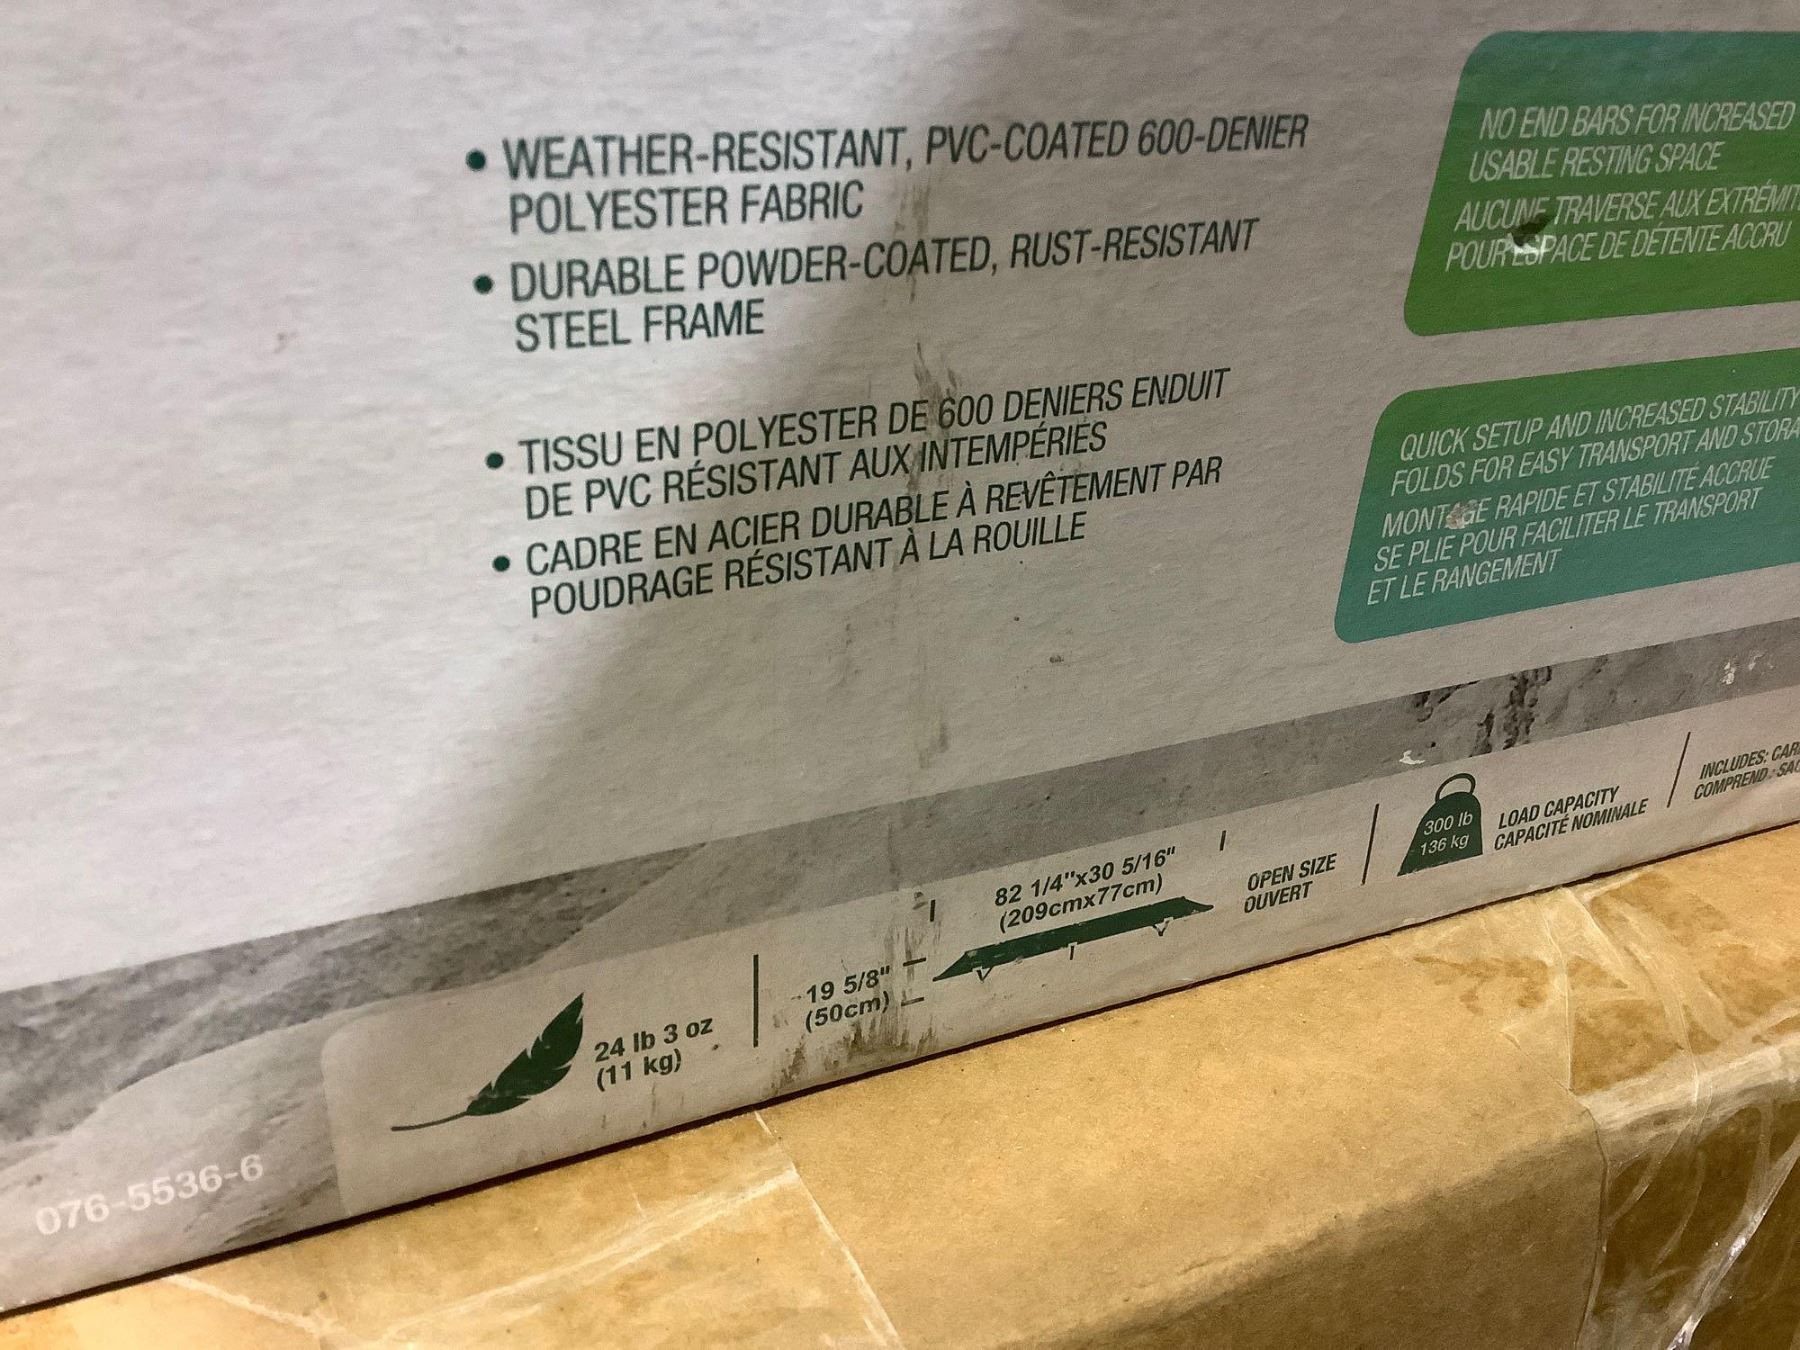 • WEATHER-RESISTANT, PVC-COATED 600-DENIER
POLYESTER FABRIC
• DURABLE POWDER-COATED, RUST-RESISTANT
STEEL FRAME
• TISSU EN POLYESTER DE 600 DENIERS ENDUIT
DE PVC RÉSISTANT AUX INTEMPÉRIES
• CADRE EN ACIER DURABLE À REVÊTEMENT PAR
POUDRAGE RÉSISTANT À LA ROUILLE
NO END BARS FOR INCREASED
USABLE RESTING SPACE
AUCUNE TRAVERSE AUX EXTRÉMIT
POUR ESPACE DE DÉTENTE ACCRU
QUICK SETUP AND INCREASED STABILITY
FOLDS FOR EASY TRANSPORT AND STORA
MONTAGE RAPIDE ET STABILITÉ ACCRUE
SE PLIE POUR FACILITER LE TRANSPORT
ET LE RANGEMENT
076-5536-6
24 lb 3 oz
(11 kg)
19 5/8"
(50cm)
82 1/4"x30 5/16"
(209cmx77cm)
OPEN SIZE
OUVERT
300 lb
136 kg
LOAD CAPACITY
CAPACITÉ NOMINALE
INCLUDES: CAR
COMPREND : SAC